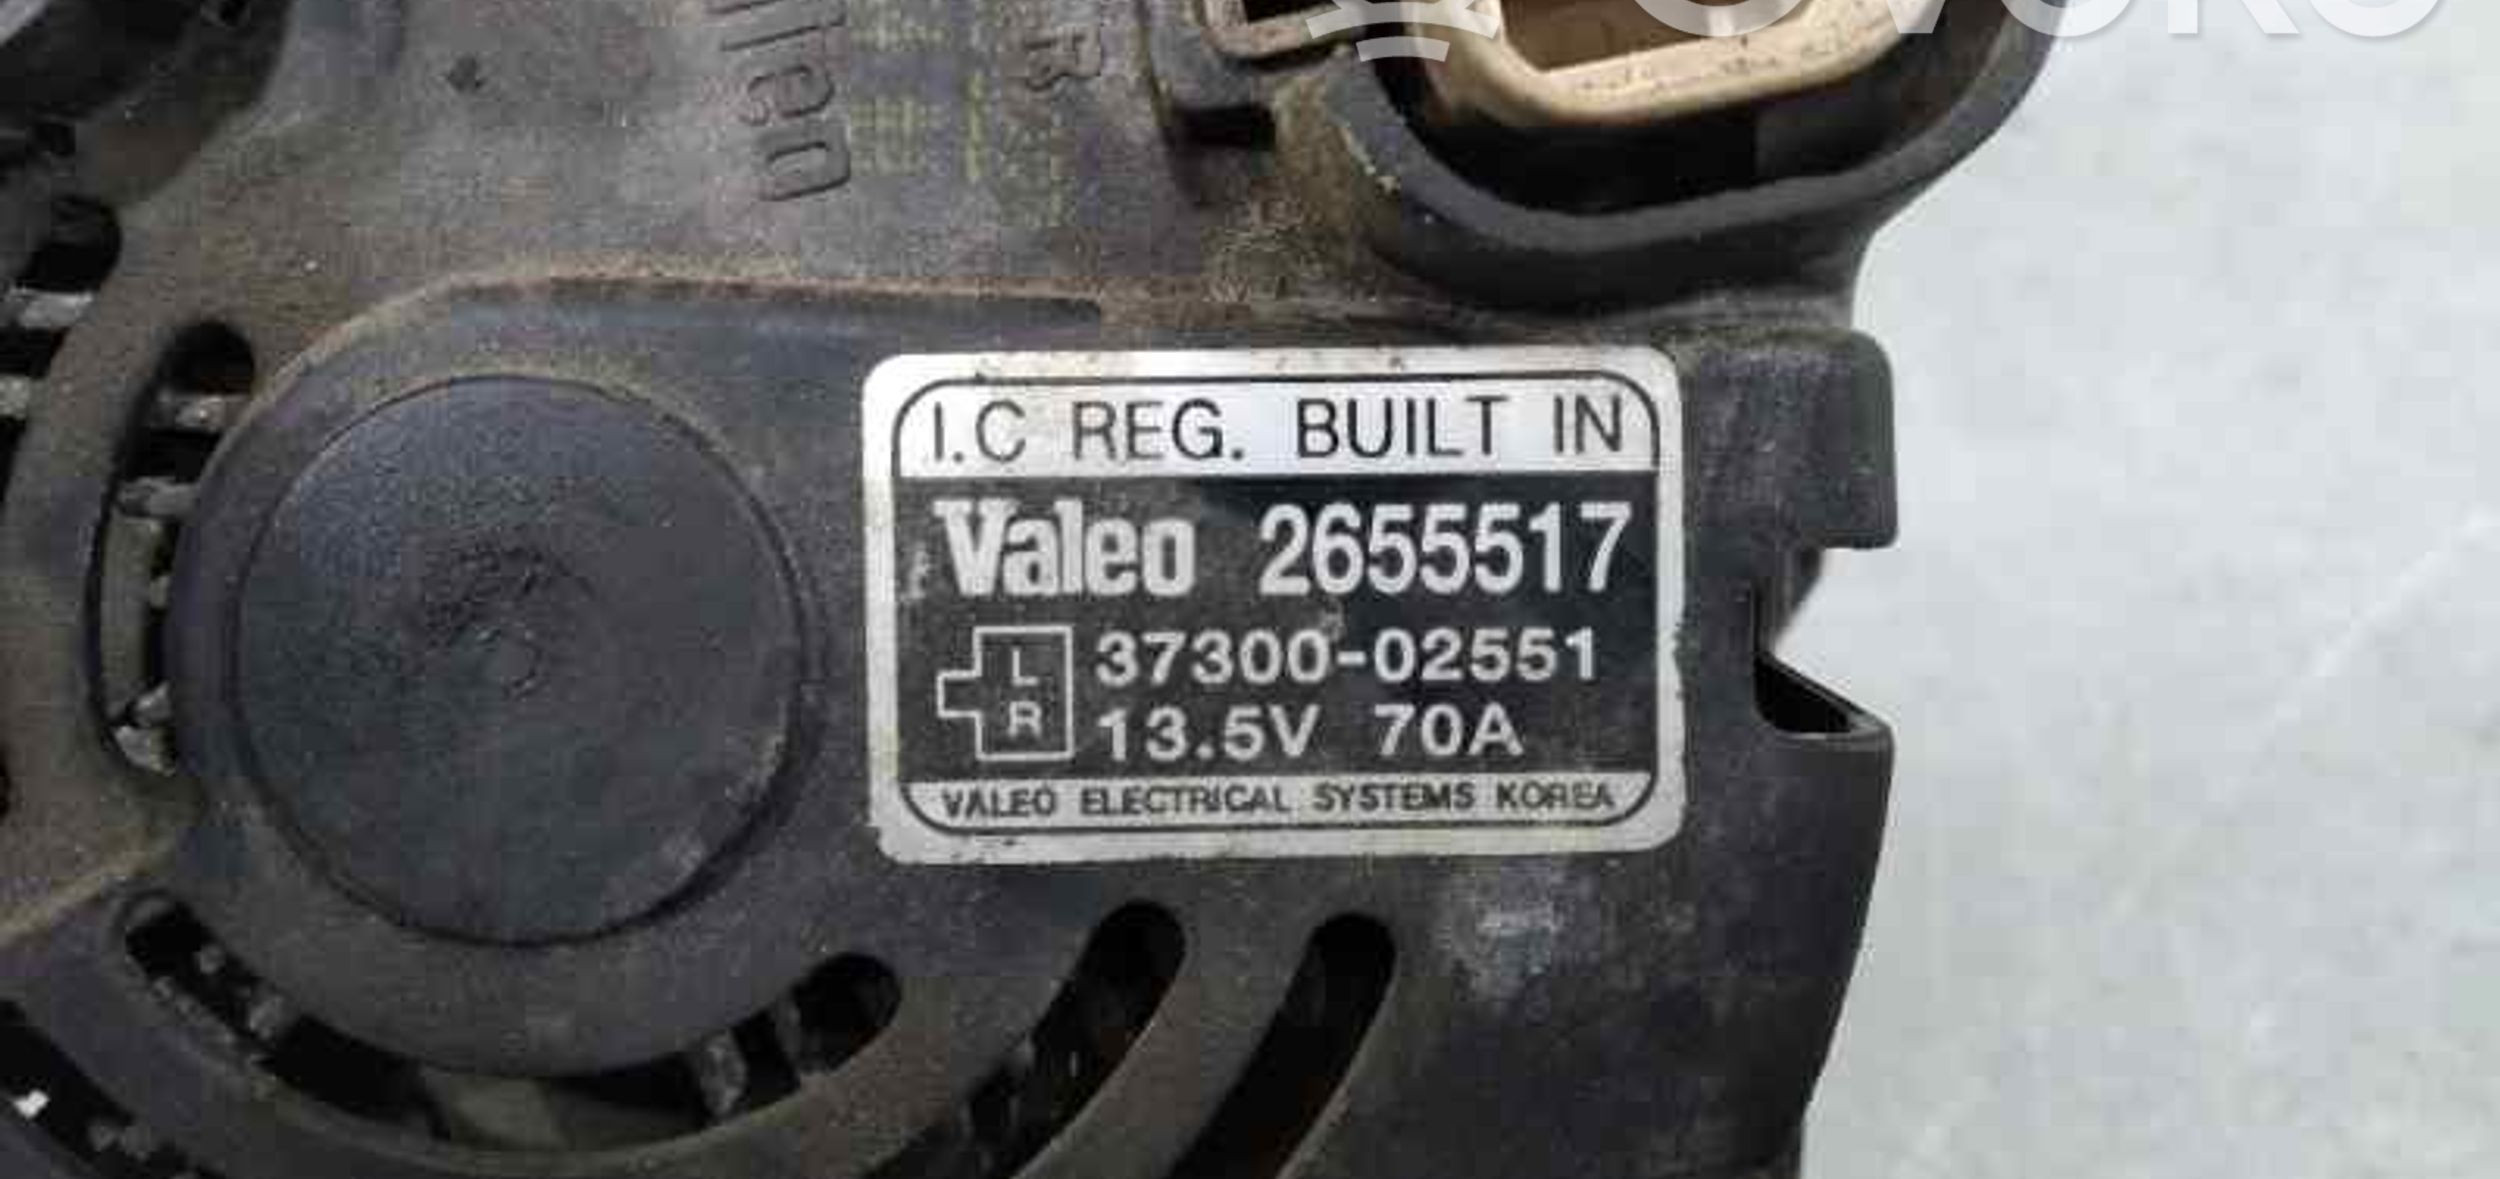 I.C REG. BUILT IN
Valeo 2655517
L 37300-02551
R 13.5V 70A
VALEO ELECTRICAL SYSTEMS KOREA